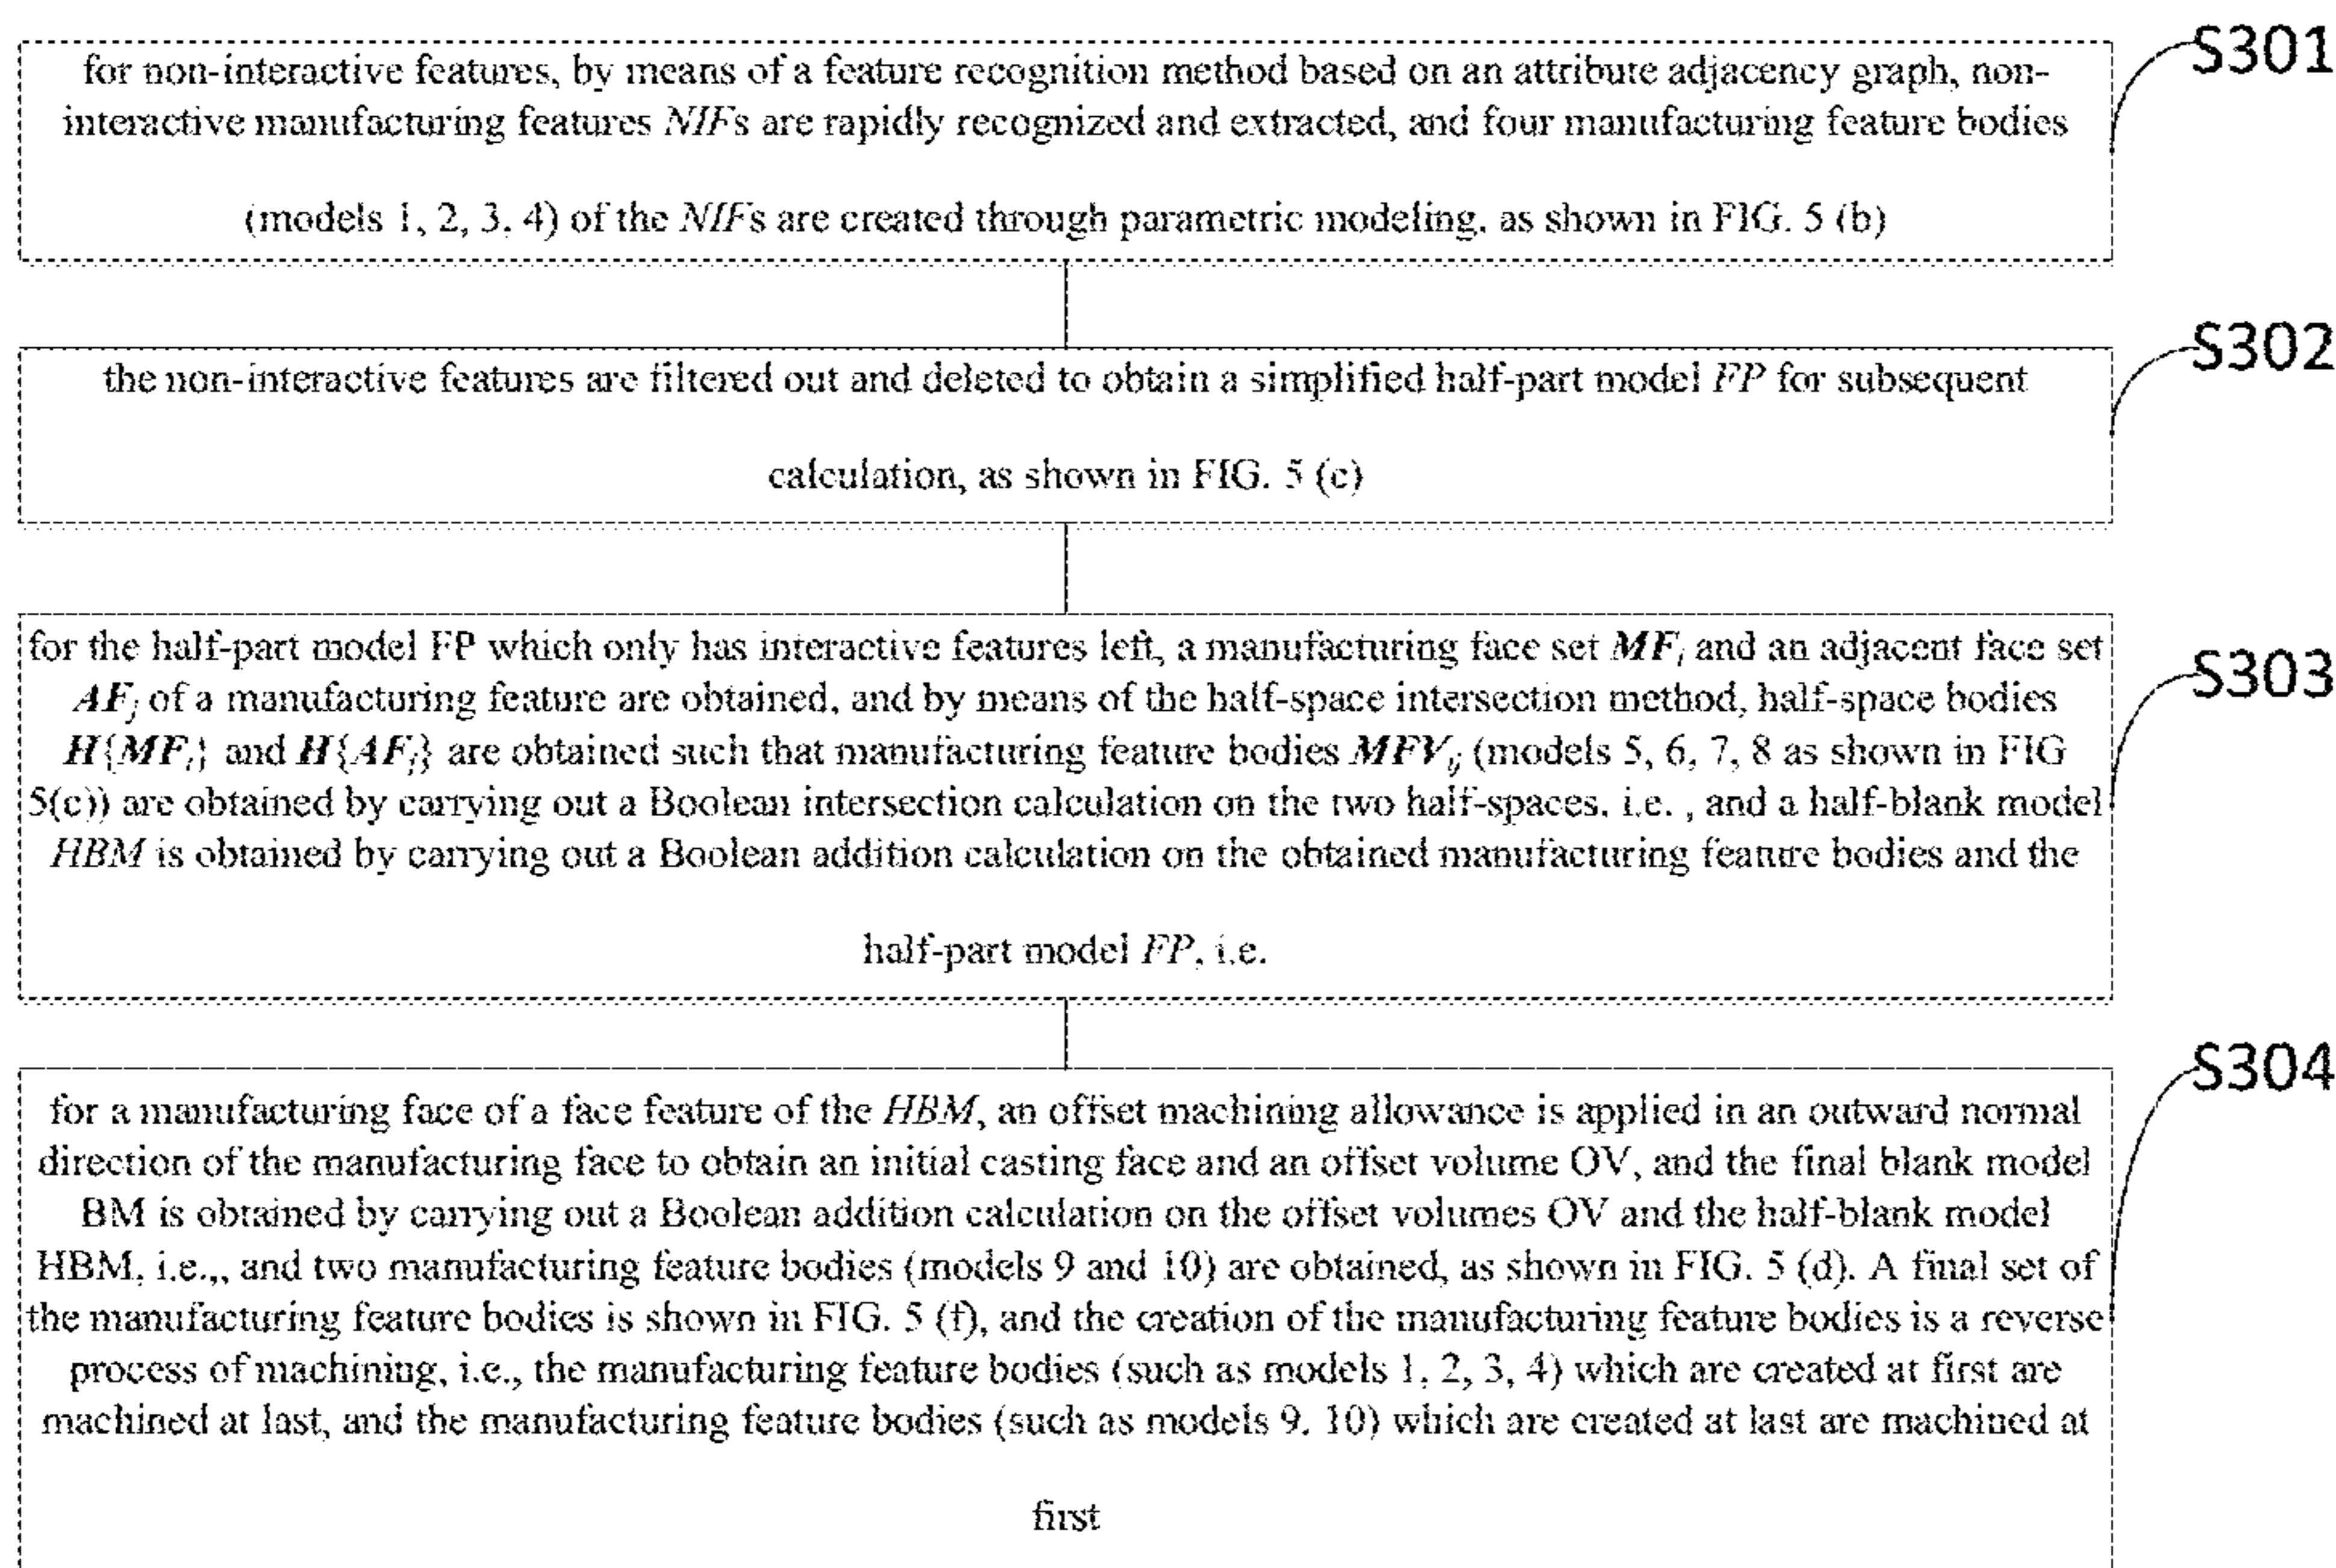 S301
for non-interactive features, by means of a feature recognition method based on an attribute adjacency graph, non-
interactive manufacturing features NIFs are rapidly recognized and extracted, and four manufacturing feature bodies
(models 1, 2, 3, 4) of the NIFs are created through parametric modeling, as shown in FIG. 5 (b)
S302
the non-interactive features are filtered out and deleted to obtain a simplified half-part model FP for subsequent
calculation, as shown in FIG. 5 (c)
S303
for the half-part model FP which only has interactive features left, a manufacturing face set MFi and an adjacent face set
AFj of a manufacturing feature are obtained, and by means of the half-space intersection method, half-space bodies
H{MFi} and H{AFj} are obtained such that manufacturing feature bodies MFVij (models 5, 6, 7, 8 as shown in FIG
5(c)) are obtained by carrying out a Boolean intersection calculation on the two half-spaces, i.e. , and a half-blank model
HBM is obtained by carrying out a Boolean addition calculation on the obtained manufacturing feature bodies and the
half-part model FP, i.e.
S304
for a manufacturing face of a face feature of the HBM, an offset machining allowance is applied in an outward normal
direction of the manufacturing face to obtain an initial casting face and an offset volume OV, and the final blank model
BM is obtained by carrying out a Boolean addition calculation on the offset volumes OV and the half-blank model
HBM, i.e.,, and two manufacturing feature bodies (models 9 and 10) are obtained, as shown in FIG. 5 (d). A final set of
the manufacturing feature bodies is shown in FIG. 5 (f), and the creation of the manufacturing feature bodies is a reverse
process of machining, i.e., the manufacturing feature bodies (such as models 1, 2, 3, 4) which are created at first are
machined at last, and the manufacturing feature bodies (such as models 9, 10) which are created at last are machined at
first